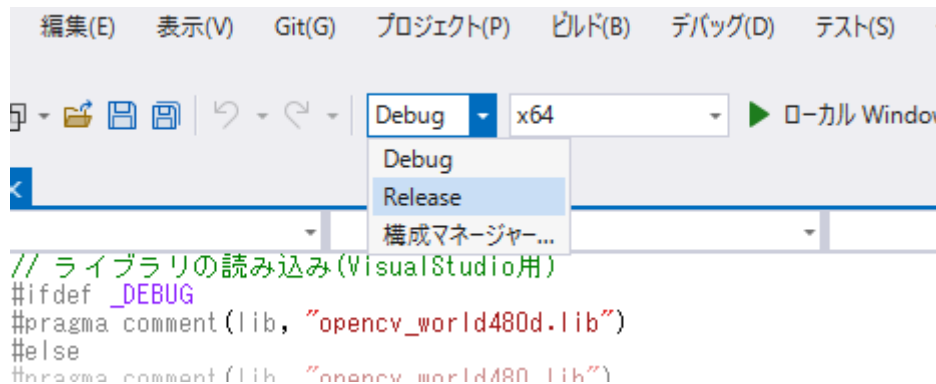 編集(E) 表示(V) Git(G) プロジェクト(P) ビルド(B) デバッグ(D) テスト(S)
Debug x64 ローカル Window
Debug
Release
構成マネージャー...
// ライブラリの読み込み(VisualStudio用)
#ifdef _DEBUG
#pragma comment(lib, "opencv_world480d.lib")
#else
#pragma comment(lib, "opencv_world480.lib")